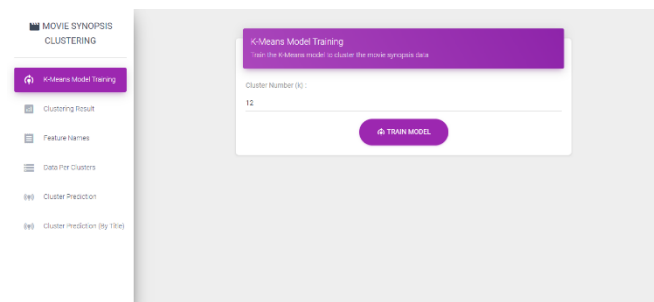 MOVIE SYNOPSIS
CLUSTERING
K-Means Model Training
Clustering Result
Feature Names
Data Per Clusters
Cluster Prediction
Cluster Prediction (By Title)
K-Means Model Training
Train the K-Means model to cluster the movie synopsis data
Cluster Number (k) :
12
TRAIN MODEL